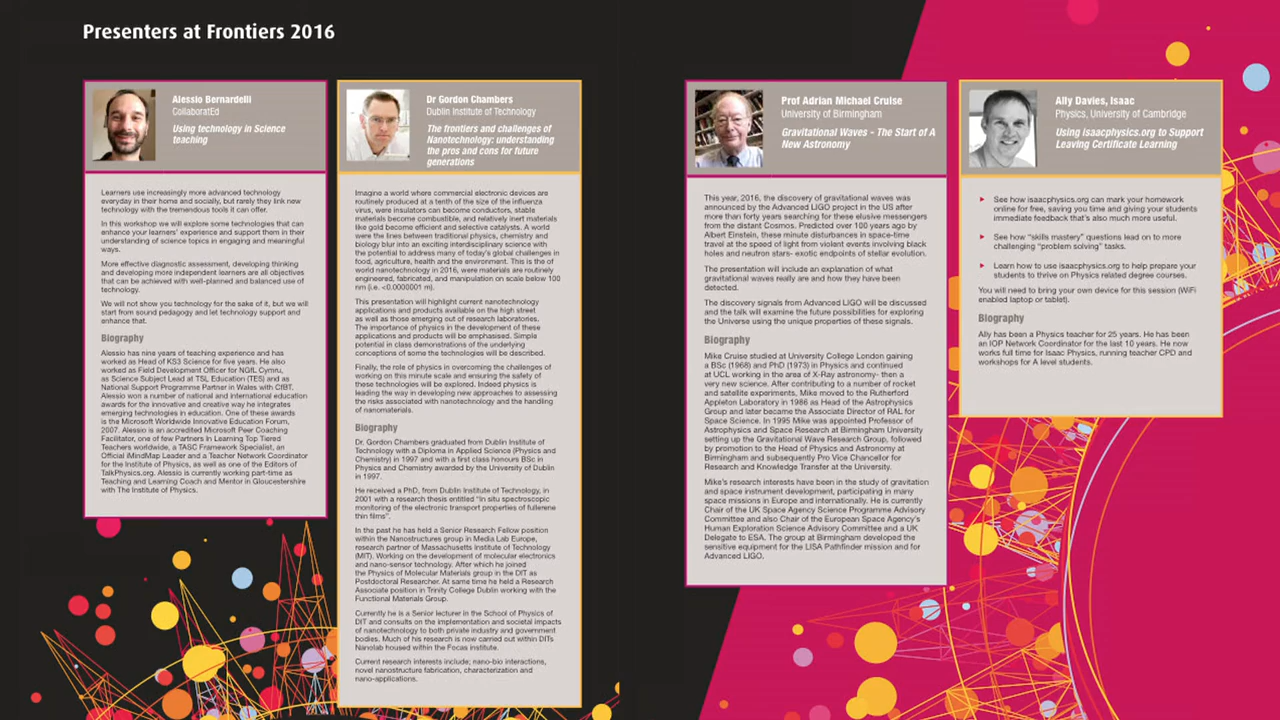 Presenters at Frontiers 2016
Alessio Bernardelli
CollaboratEd
Using technology in Science
teaching
Learners use increasingly more advanced technology
everyday in their home and socially, but rarely they link new
technology with the tremendous tools it can offer.
In this workshop we will explore some technologies that can
enhance your learners' experience and support them in their
understanding of science topics in engaging and meaningful
ways.
More effective diagnostic assessment, developing thinking
and developing more independent learners are all objectives
that can be achieved with well-planned and balanced use of
technology.
We will not show you technology for the sake of it, but we will
start from sound pedagogy and let technology support and
enhance that.
Biography
Alessio has nine years of teaching experience and has
worked as Head of KS3 Science for five years. He also
worked as Field Development Officer for NGfL Cymru,
as Science Subject Lead at TSL Education (TES) and as
National Support Programme Partner in Wales with CfBT.
Alessio won a number of national and international education
awards for the innovative and creative way he integrates
emerging technologies in education. One of these awards
is the Microsoft Worldwide Innovative Education Forum,
2007. Alessio is an accredited Microsoft Peer Coaching
Facilitator, one of few Partners In Learning Top Tiered
Teachers worldwide, a TASC Framework Specialist, an
Official iMindMap Leader and a Teacher Network Coordinator
for the Institute of Physics, as well as one of the Editors of
TalkPhysics.org. Alessio is currently working part-time as
Teaching and Learning Coach and Mentor in Gloucestershire
with The Institute of Physics.
Dr Gordon Chambers
Dublin Institute of Technology
The frontiers and challenges of
Nanotechnology: understanding
the pros and cons for future
generations
Imagine a world where commercial electronic devices are
routinely produced at a tenth of the size of the influenza
virus, were insulators can become conductors, stable
materials become combustible, and relatively inert materials
like gold become efficient and selective catalysts. A world
were the lines between traditional physics, chemistry and
biology blur into an exciting interdisciplinary science with
the potential to address many of today's global challenges in
food, agriculture, health and the environment. This is the of
world nanotechnology in 2016, were materials are routinely
engineered, fabricated, and manipulation on scale below 100
nm (i.e. <0.0000001 m).
This presentation will highlight current nanotechnology
applications and products available on the high street
as well as those emerging out of research laboratories.
The importance of physics in the development of these
applications and products will be emphasised. Simple
potential in class demonstrations of the underlying
conceptions of some the technologies will be described.
Finally, the role of physics in overcoming the challenges of
working on this minute scale and ensuring the safety of
these technologies will be explored. Indeed physics is
leading the way in developing new approaches to assessing
the risks associated with nanotechnology and the handling
of nanomaterials.
Biography
Dr. Gordon Chambers graduated from Dublin Institute of
Technology with a Diploma in Applied Science (Physics and
Chemistry) in 1997 and with a first class honours BSc in
Physics and Chemistry awarded by the University of Dublin
in 1997.
He received a PhD, from Dublin Institute of Technology, in
2001 with a research thesis entitled "In situ spectroscopic
monitoring of the electronic transport properties of fullerene
thin films".
In the past he has held a Senior Research Fellow position
within the Nanostructures group in Media Lab Europe,
research partner of Massachusetts Institute of Technology
(MIT). Working on the development of molecular electronics
and nano-sensor technology. After which he joined
the Physics of Molecular Materials group in the DIT as
Postdoctoral Researcher. At same time he held a Research
Associate position in Trinity College Dublin working with the
Functional Materials Group.
Currently he is a Senior lecturer in the School of Physics of
DIT and consults on the implementation and societal impacts
of nanotechnology to both private industry and government
bodies. Much of his research is now carried out within DITs
Nanolab housed within the Focas institute.
Current research interests include; nano-bio interactions,
novel nanostructure fabrication, characterization and
nano-applications.
Prof Adrian Michael Cruise
University of Birmingham
Gravitational Waves – The Start of A
New Astronomy
This year, 2016, the discovery of gravitational waves was
announced by the Advanced LIGO project in the US after
more than forty years searching for these elusive messengers
from the distant Cosmos. Predicted over 100 years ago by
Albert Einstein, these minute disturbances in space-time
travel at the speed of light from violent events involving black
holes and neutron stars- exotic endpoints of stellar evolution.
The presentation will include an explanation of what
gravitational waves really are and how they have been
detected.
The discovery signals from Advanced LIGO will be discussed
and the talk will examine the future possibilities for exploring
the Universe using the unique properties of these signals.
Biography
Mike Cruise studied at University College London gaining
a BSc (1968) and PhD (1973) in Physics and continued
at UCL working in the area of X-Ray astronomy- then a
very new science. After contributing to a number of rocket
and satellite experiments, Mike moved to the Rutherford
Appleton Laboratory in 1986 as Head of the Astrophysics
Group and later became the Associate Director of RAL for
Space Science. In 1995 Mike was appointed Professor of
Astrophysics and Space Research at Birmingham University
setting up the Gravitational Wave Research Group, followed
by promotion to the Head of Physics and Astronomy at
Birmingham and subsequently Pro Vice Chancellor for
Research and Knowledge Transfer at the University.
Mike's research interests have been in the study of gravitation
and space instrument development, participating in many
space missions in Europe and internationally. He is currently
Chair of the UK Space Agency Science Programme Advisory
Committee and also Chair of the European Space Agency's
Human Exploration Science Advisory Committee and a UK
Delegate to ESA. The group at Birmingham developed the
sensitive equipment for the LISA Pathfinder mission and for
Advanced LIGO.
Ally Davies, Isaac
Physics, University of Cambridge
Using isaacphysics.org to Support
Leaving Certificate Learning
See how isaacphysics.org can mark your homework
online for free, saving you time and giving your students
immediate feedback that's also much more useful.
See how "skills mastery" questions lead on to more
challenging "problem solving" tasks.
Learn how to use isaacphysics.org to help prepare your
students to thrive on Physics related degree courses.
You will need to bring your own device for this session (WiFi
enabled laptop or tablet).
Biography
Ally has been a Physics teacher for 25 years. He has been
an IOP Network Coordinator for the last 10 years. He now
works full time for Isaac Physics, running teacher CPD and
workshops for A level students.